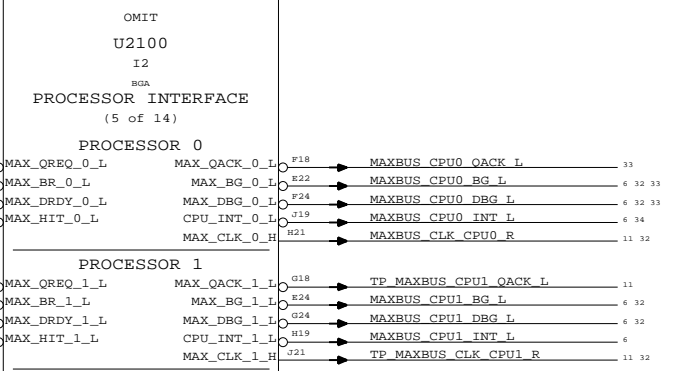 OMIT
U2100
I2
BGA
PROCESSOR INTERFACE
(5 of 14)
PROCESSOR 0
MAX_QREQ_0_L MAX_QACK_0_L F18 MAXBUS_CPU0_QACK_L 33
MAX_BR_0_L MAX_BG_0_L E22 MAXBUS_CPU0_BG_L 6 32 33
MAX_DRDY_0_L MAX_DBG_0_L F24 MAXBUS_CPU0_DBG_L 6 32 33
MAX_HIT_0_L CPU_INT_0_L J19 MAXBUS_CPU0_INT_L 6 34
MAX_CLK_0_H H21 MAXBUS_CLK_CPU0_R 11 32
PROCESSOR 1
MAX_QREQ_1_L MAX_QACK_1_L G18 TP_MAXBUS_CPU1_QACK_L 11
MAX_BR_1_L MAX_BG_1_L E24 MAXBUS_CPU1_BG_L 6 32
MAX_DRDY_1_L MAX_DBG_1_L G24 MAXBUS_CPU1_DBG_L 6 32
MAX_HIT_1_L CPU_INT_1_L H19 MAXBUS_CPU1_INT_L 6
MAX_CLK_1_H J21 TP_MAXBUS_CLK_CPU1_R 11 32